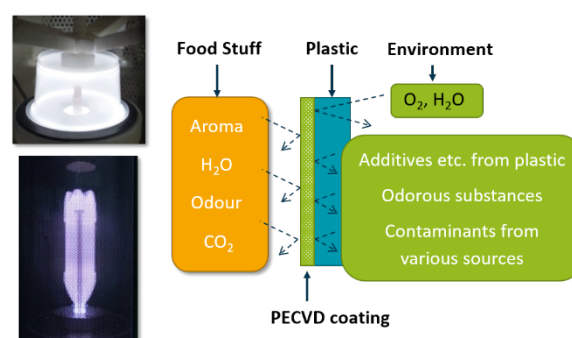 Food Stuff
Plastic
Environment
O₂, H₂O
Aroma
H₂O
Odour
CO₂
Additives etc. from plastic
Odorous substances
Contaminants from
various sources
PECVD coating